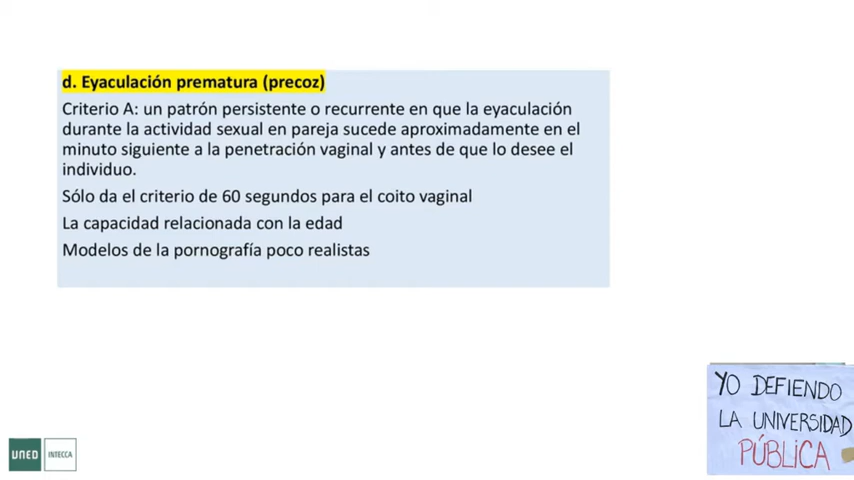 d. Eyaculación prematura (precoz)
Criterio A: un patrón persistente o recurrente en que la eyaculación
durante la actividad sexual en pareja sucede aproximadamente en el
minuto siguiente a la penetración vaginal y antes de que lo desee el
individuo.
Sólo da el criterio de 60 segundos para el coito vaginal
La capacidad relacionada con la edad
Modelos de la pornografía poco realistas
YO DEFIENDO
LA UNIVERSIDAD
PÚBLICA
UNED INTECCA